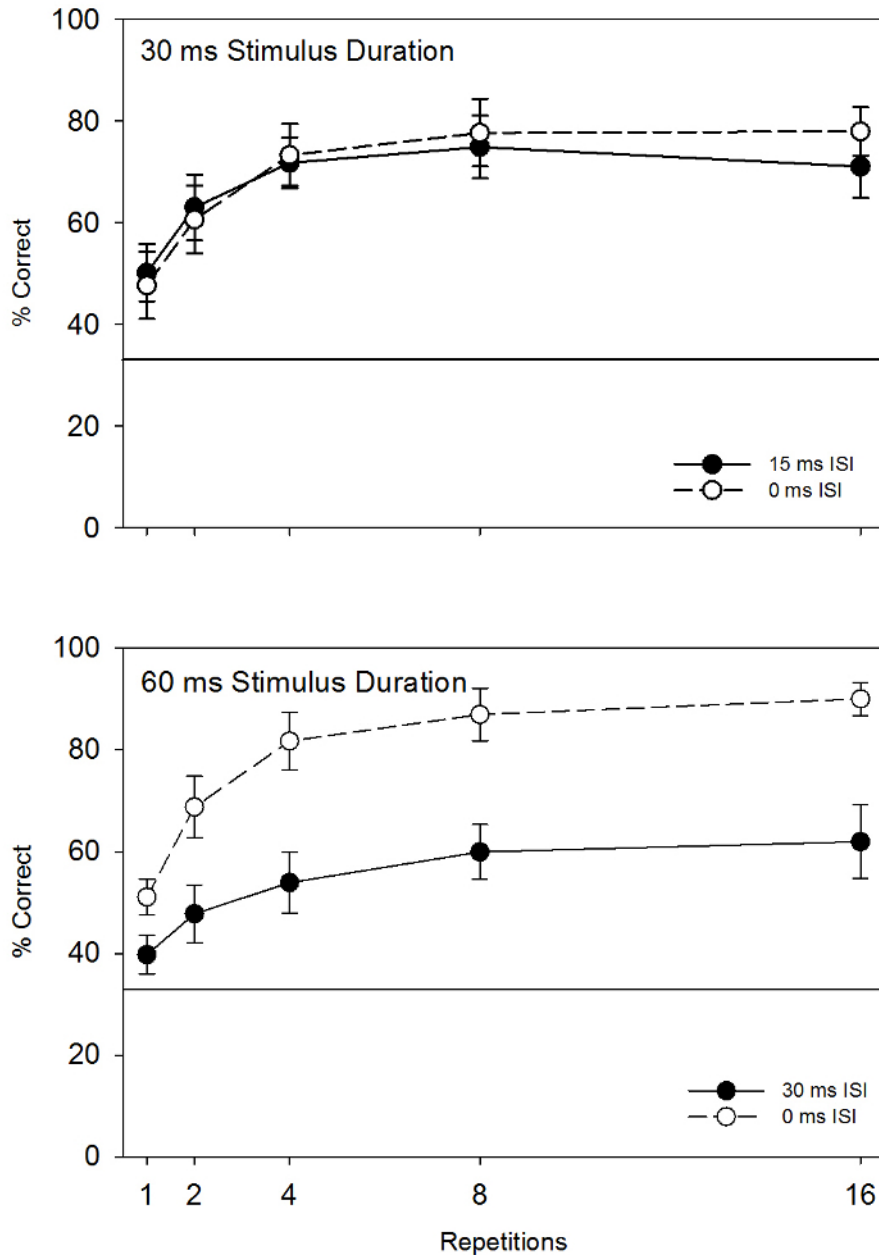 100
30 ms Stimulus Duration
80
60
% Correct
40
20
15 ms ISI
0 ms ISI
0
100
60 ms Stimulus Duration
80
60
% Correct
40
20
30 ms ISI
0 ms ISI
0
1 2 4 8 16
Repetitions